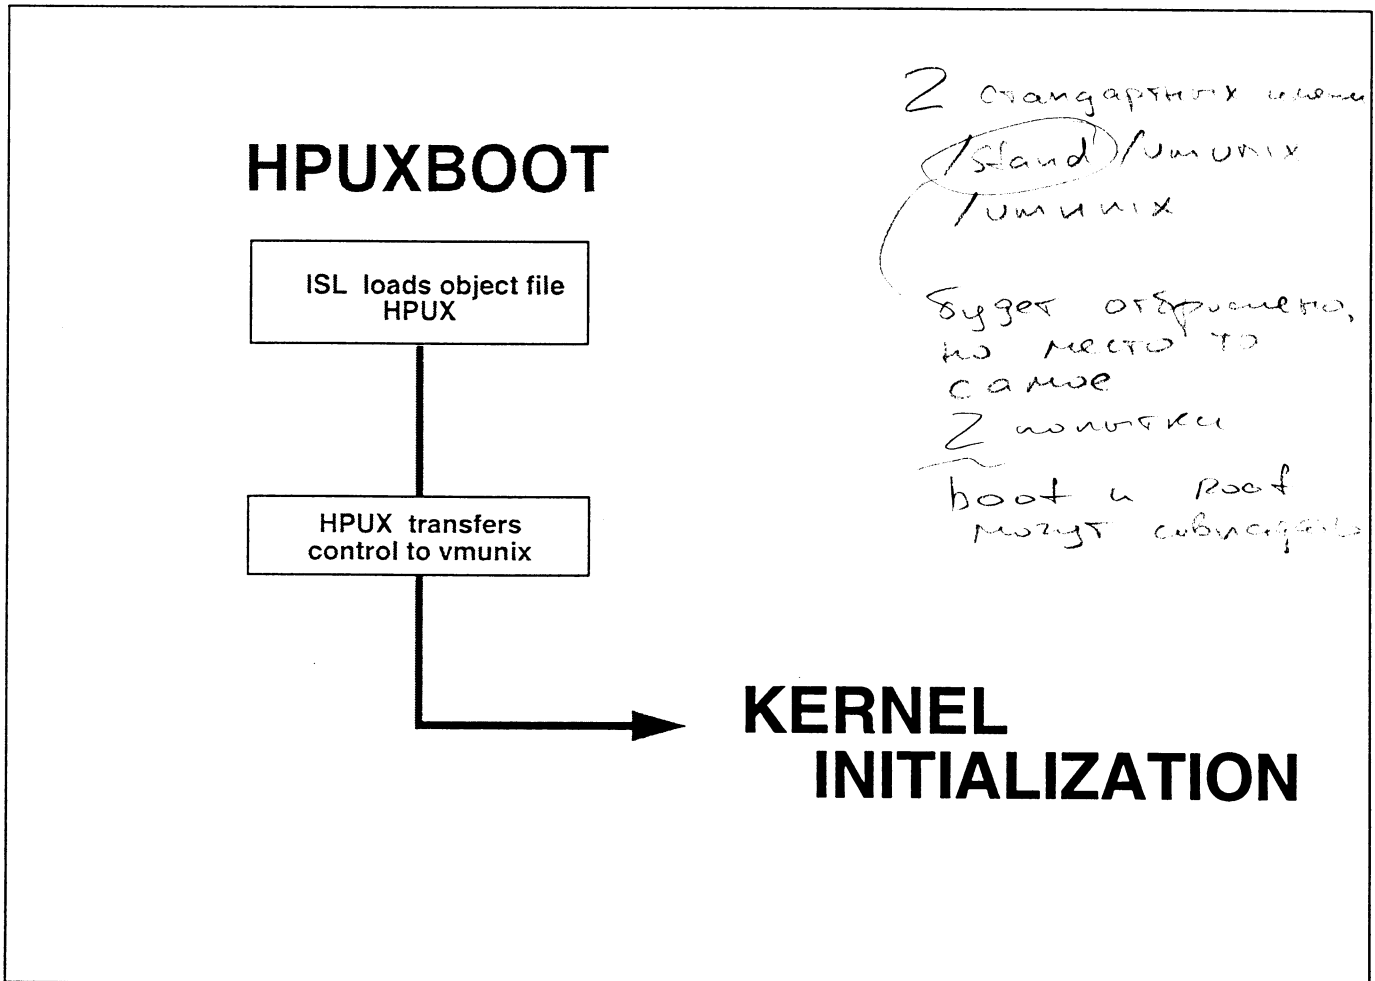 HPUXBOOT
ISL loads object file
HPUX
HPUX transfers
control to vmunix
KERNEL
INITIALIZATION
2 стандартных имени
/stand/vmunix
/vmunix
будет отброшено,
но место то
самое
2 попытки
boot и root
могут совпадать